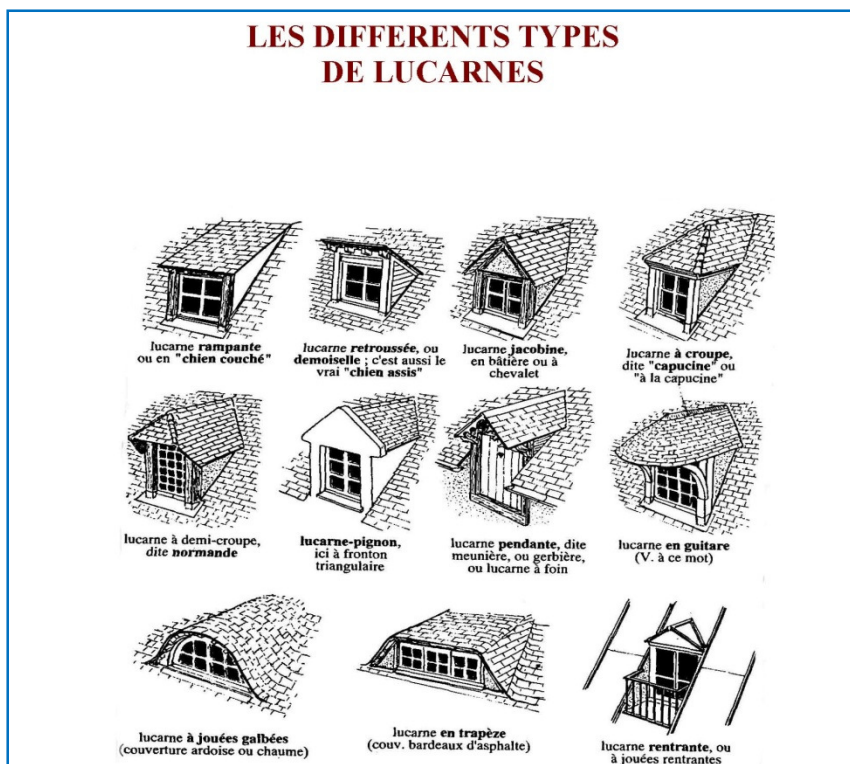 LES DIFFERENTS TYPES
DE LUCARNES
lucarne rampante
ou en "chien couché"
lucarne retroussée, ou
demoiselle ; c'est aussi le
vrai "chien assis"
lucarne jacobine,
en bâtière ou à
chevalet
lucarne à croupe,
dite "capucine" ou
"à la capucine"
lucarne à demi-croupe,
dite normande
lucarne-pignon,
ici à fronton
triangulaire
lucarne pendante, dite
meunière, ou gerbière,
ou lucarne à foin
lucarne en guitare
(V. à ce mot)
lucarne à jouées galbées
(couverture ardoise ou chaume)
lucarne en trapèze
(couv. bardeaux d'asphalte)
lucarne rentrante, ou
à jouées rentrantes